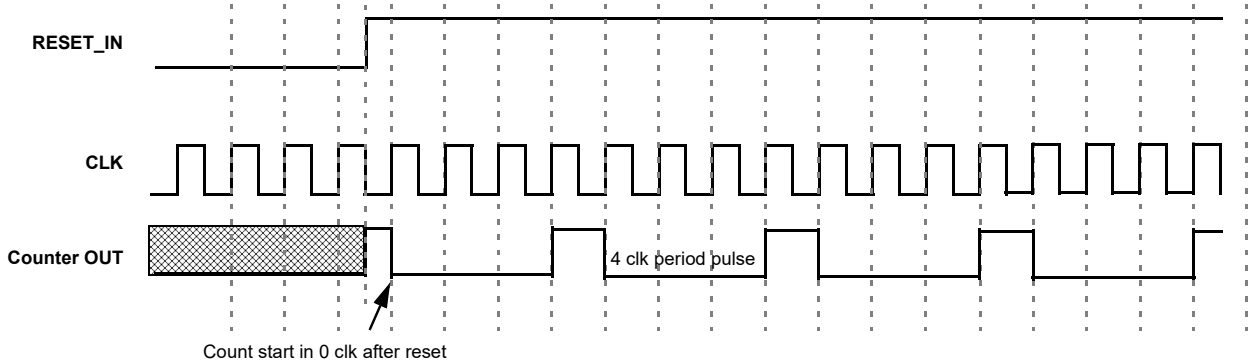 RESET_IN
CLK
Counter OUT
4 clk period pulse
Count start in 0 clk after reset